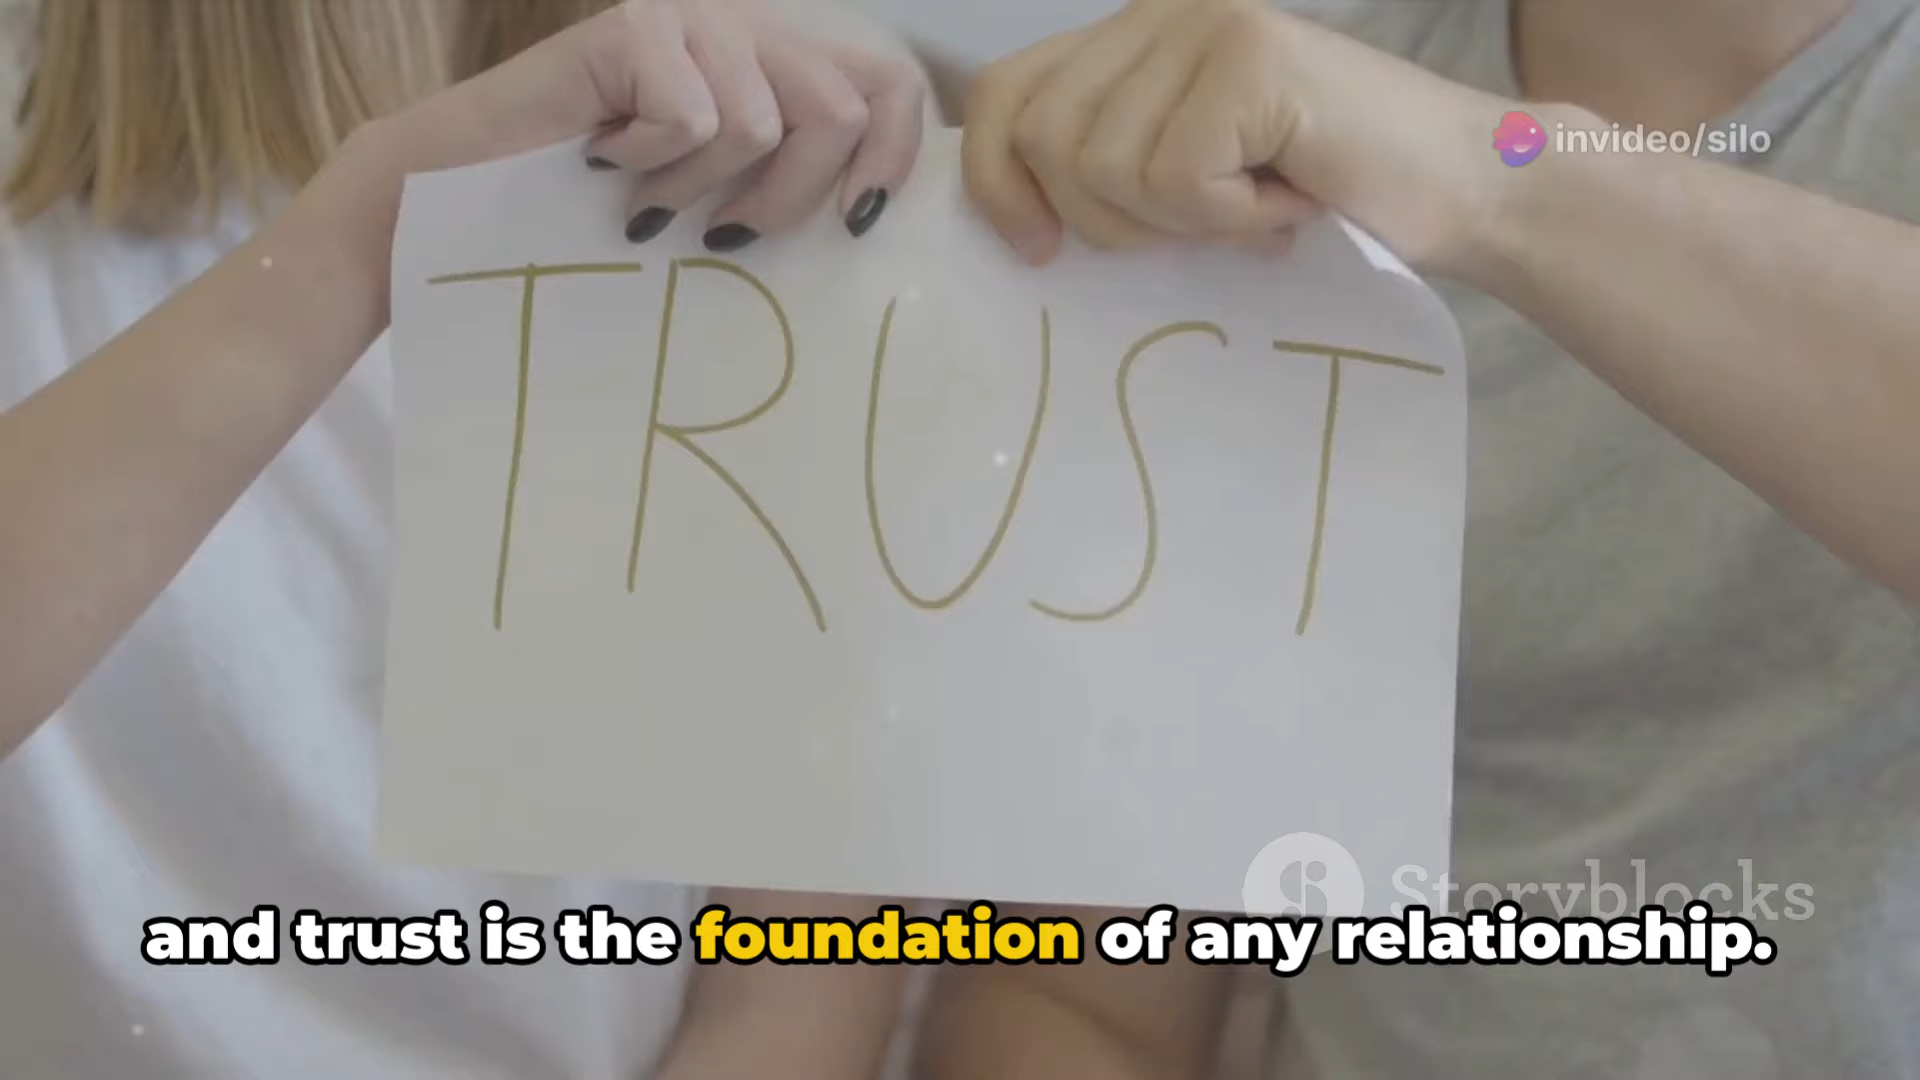 invideo/silo
TRUST
Storyblocks
and trust is the foundation of any relationship.